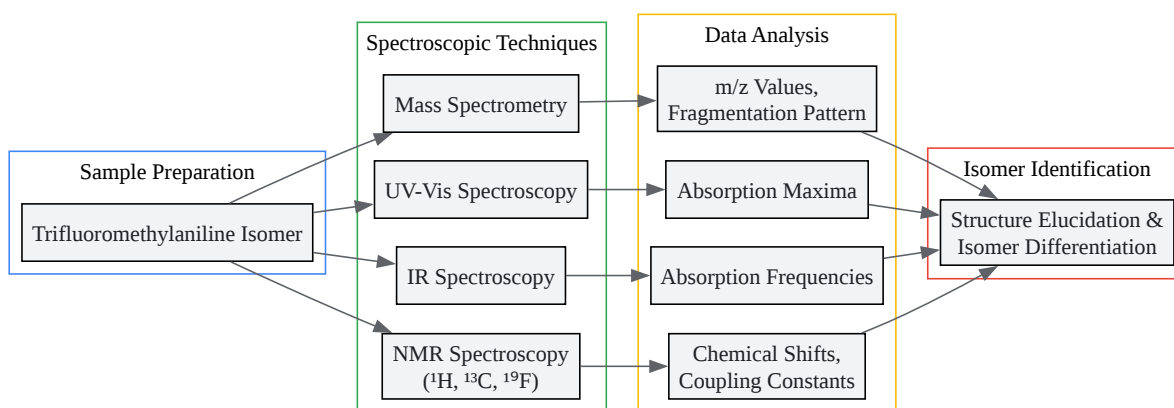 Sample Preparation
Trifluoromethylaniline Isomer
Spectroscopic Techniques
Mass Spectrometry
UV-Vis Spectroscopy
IR Spectroscopy
NMR Spectroscopy
(¹H, ¹³C, ¹⁹F)
Data Analysis
m/z Values,
Fragmentation Pattern
Absorption Maxima
Absorption Frequencies
Chemical Shifts,
Coupling Constants
Isomer Identification
Structure Elucidation &
Isomer Differentiation